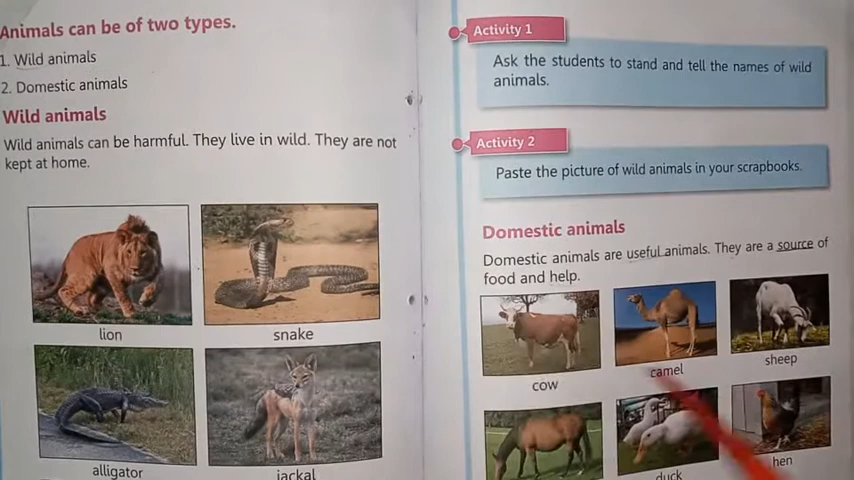 Animals can be of two types.
1. Wild animals
2. Domestic animals
Wild animals
Wild animals can be harmful. They live in wild. They are not
kept at home.
lion
snake
alligator
jackal
Activity 1
Ask the students to stand and tell the names of wild
animals.
Activity 2
Paste the picture of wild animals in your scrapbooks.
Domestic animals
Domestic animals are useful animals. They are a source of
food and help.
cow
camel
sheep
duck
hen